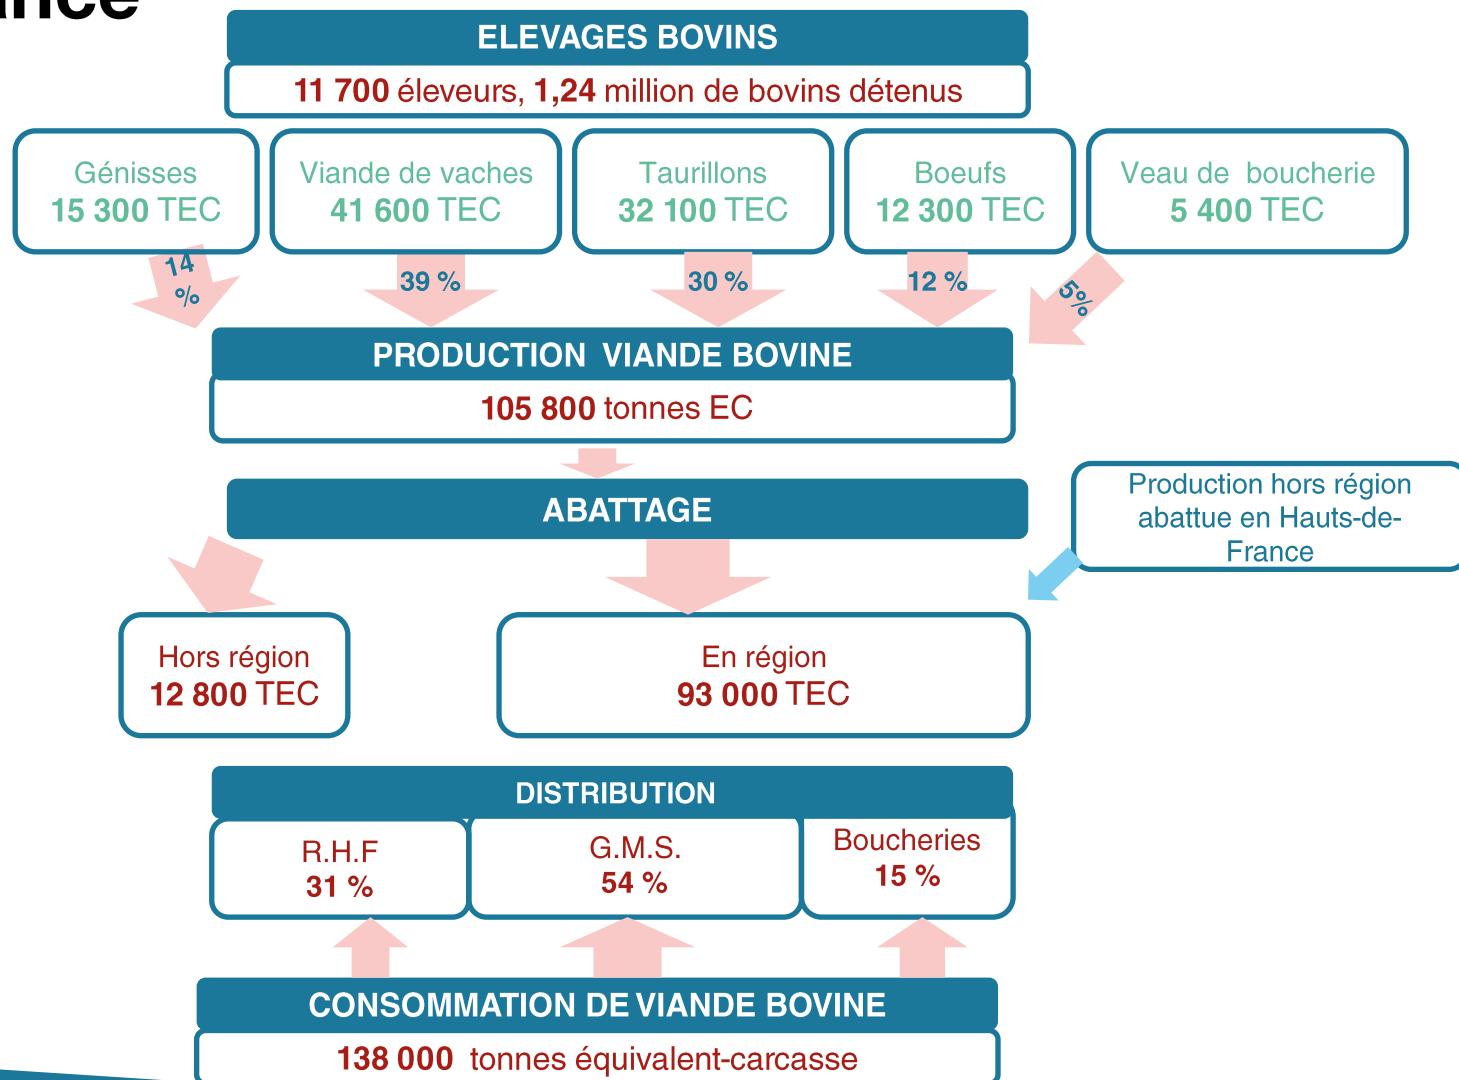 ELEVAGES BOVINS
11 700 éleveurs, 1,24 million de bovins détenus
Génisses
15 300 TEC
Viande de vaches
41 600 TEC
Taurillons
32 100 TEC
Boeufs
12 300 TEC
Veau de boucherie
5 400 TEC
14
%
39 %
30 %
12 %
5%
PRODUCTION VIANDE BOVINE
105 800 tonnes EC
ABATTAGE
Production hors région
abattue en Hauts-de-
France
Hors région
12 800 TEC
En région
93 000 TEC
DISTRIBUTION
R.H.F
31 %
G.M.S.
54 %
Boucheries
15 %
CONSOMMATION DE VIANDE BOVINE
138 000 tonnes équivalent-carcasse